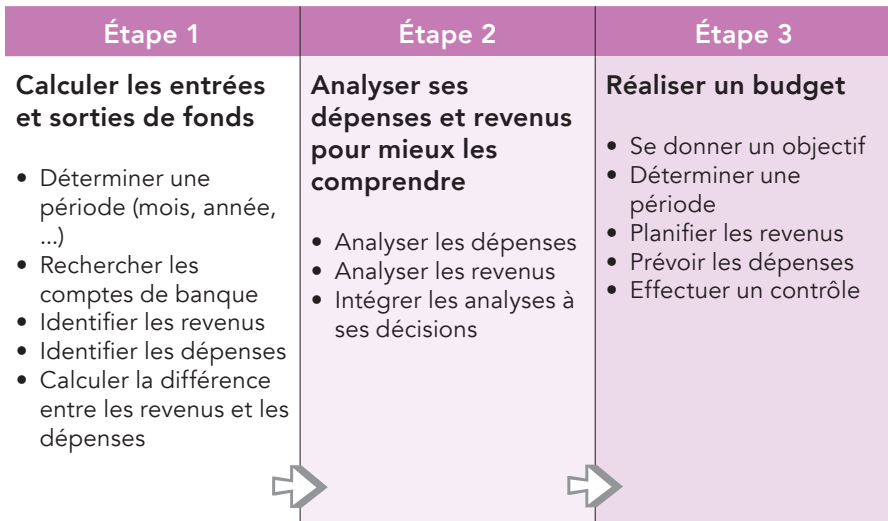 Étape 1
Calculer les entrées
et sorties de fonds
• Déterminer une
période (mois, année,
...)
• Rechercher les
comptes de banque
• Identifier les revenus
• Identifier les dépenses
• Calculer la différence
entre les revenus et les
dépenses
Étape 2
Analyser ses
dépenses et revenus
pour mieux les
comprendre
• Analyser les dépenses
• Analyser les revenus
• Intégrer les analyses à
ses décisions
Étape 3
Réaliser un budget
• Se donner un objectif
• Déterminer une
période
• Planifier les revenus
• Prévoir les dépenses
• Effectuer un contrôle